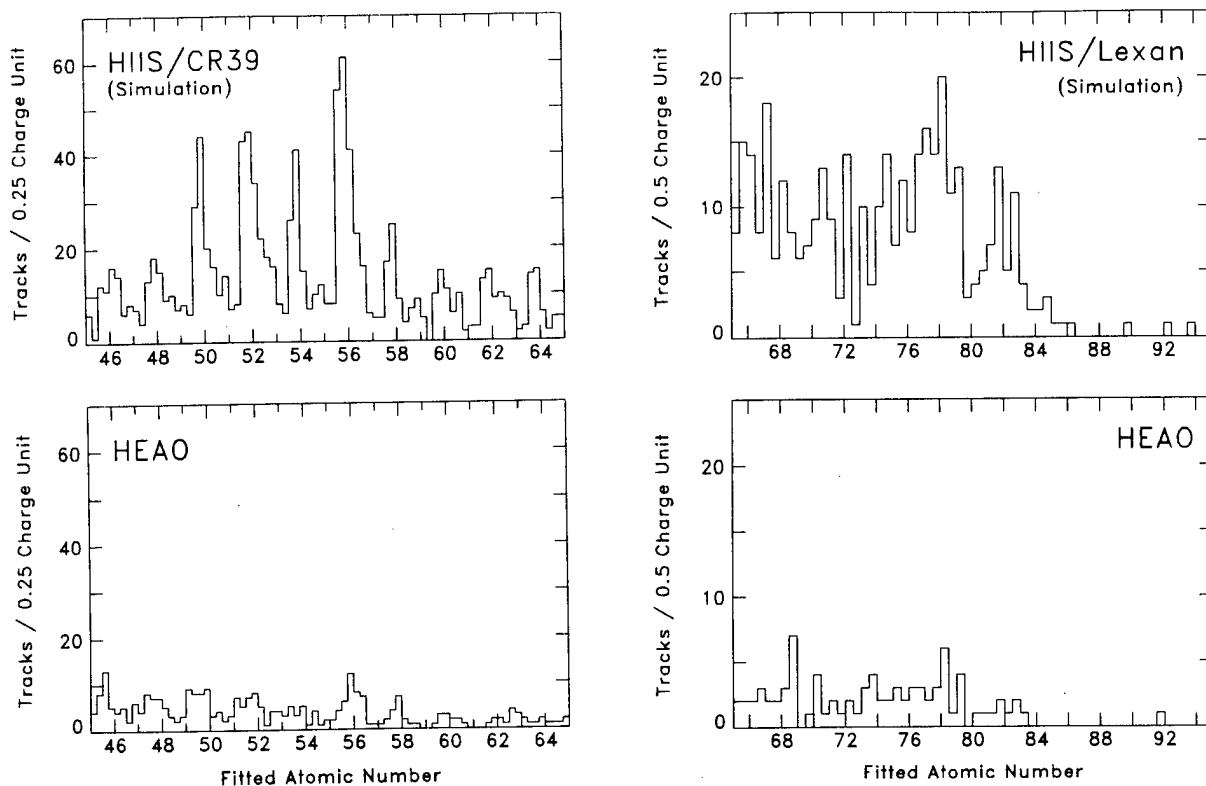 HIIS/CR39
(Simulation)
Tracks / 0.25 Charge Unit
60
40
20
0
46 48 50 52 54 56 58 60 62 64
HIIS/Lexan
(Simulation)
Tracks / 0.5 Charge Unit
20
10
0
68 72 76 80 84 88 92
HEAO
Tracks / 0.25 Charge Unit
60
40
20
0
46 48 50 52 54 56 58 60 62 64
Fitted Atomic Number
HEAO
Tracks / 0.5 Charge Unit
20
10
0
68 72 76 80 84 88 92
Fitted Atomic Number